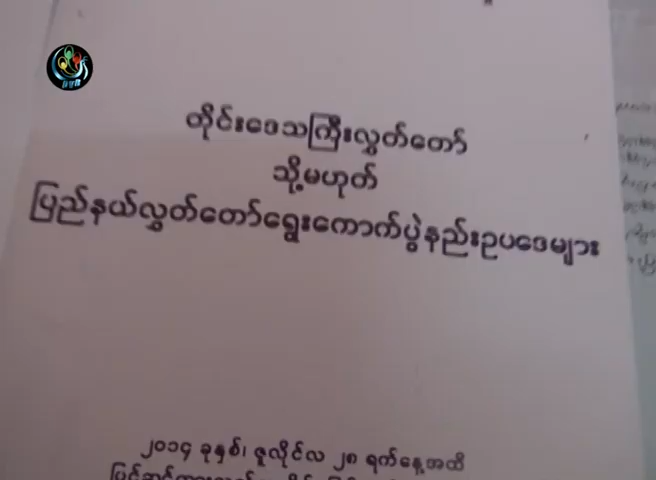 တိုင်းဒေသကြီးလွှတ်တော်
သို့မဟုတ်
ပြည်နယ်လွှတ်တော်ရွေးကောက်ပွဲနည်းဥပဒေများ
၂၀၁၄ ခုနှစ်၊ ဇူလိုင်လ ၂၈ ရက်နေ့အထိ